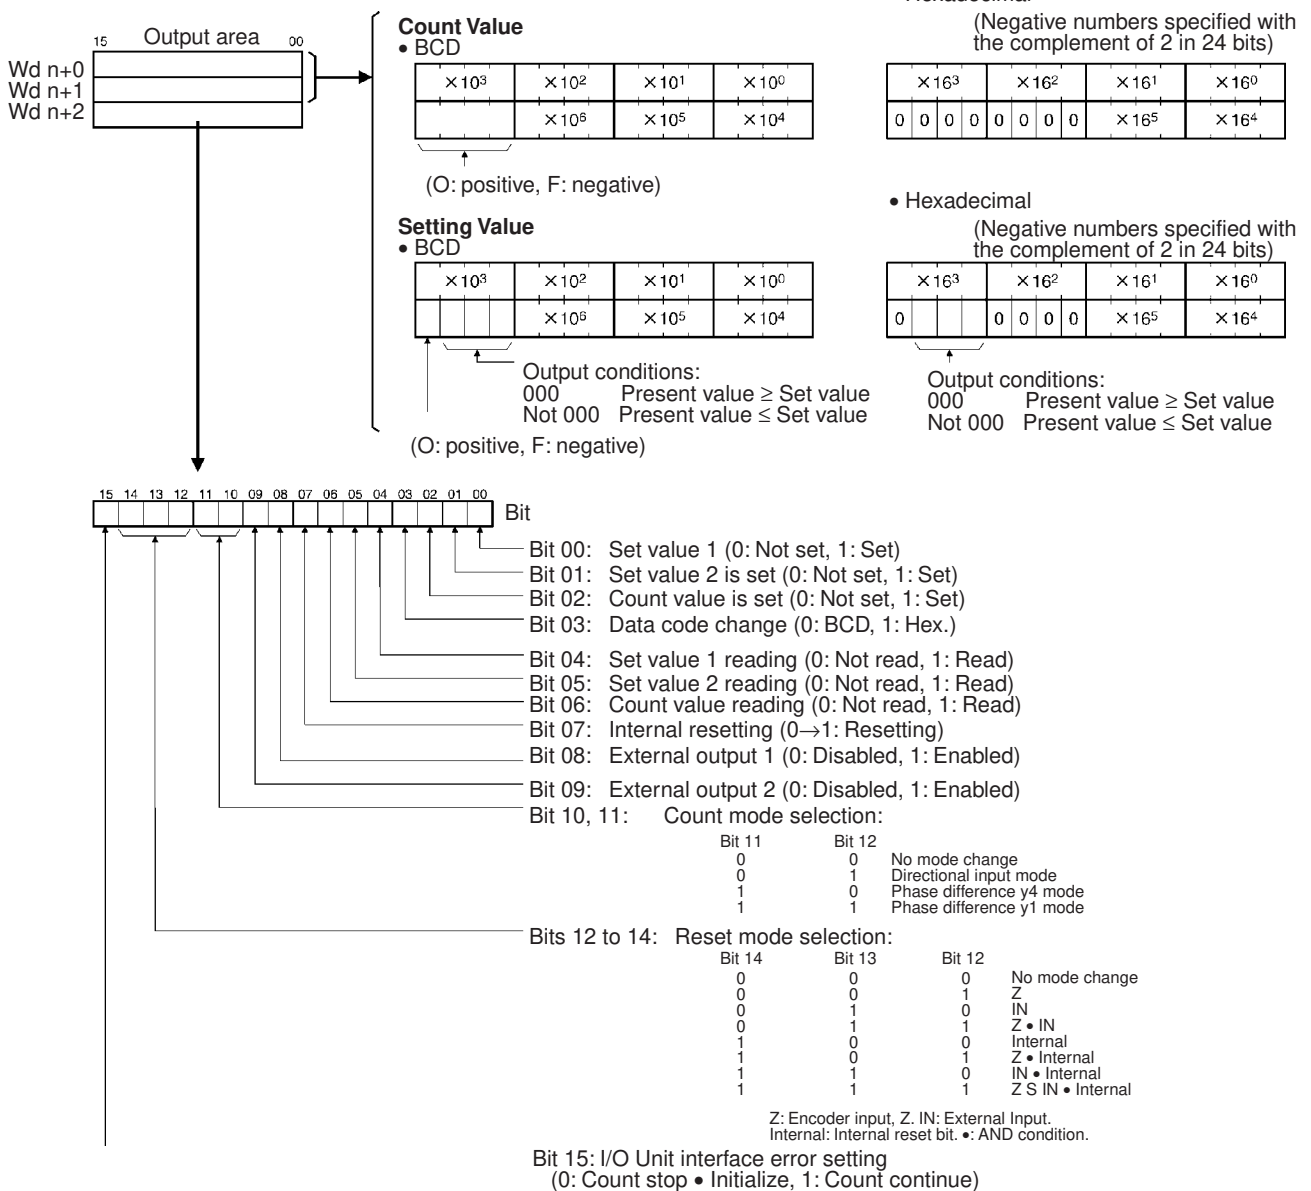 Hexadecimal
15 Output area 00
Wd n+0
Wd n+1
Wd n+2
Count Value
• BCD
×10³ ×10² ×10¹ ×10⁰
×10⁶ ×10⁵ ×10⁴
(O: positive, F: negative)
(Negative numbers specified with
the complement of 2 in 24 bits)
×16³ ×16² ×16¹ ×16⁰
0 0 0 0 0 0 0 0 ×16⁵ ×16⁴
Setting Value
• BCD
×10³ ×10² ×10¹ ×10⁰
×10⁶ ×10⁵ ×10⁴
Output conditions:
000 Present value ≥ Set value
Not 000 Present value ≤ Set value
(O: positive, F: negative)
• Hexadecimal
(Negative numbers specified with
the complement of 2 in 24 bits)
×16³ ×16² ×16¹ ×16⁰
0 0 0 0 0 ×16⁵ ×16⁴
Output conditions:
000 Present value ≥ Set value
Not 000 Present value ≤ Set value
15 14 13 12 11 10 09 08 07 06 05 04 03 02 01 00
Bit
Bit 00: Set value 1 (0: Not set, 1: Set)
Bit 01: Set value 2 is set (0: Not set, 1: Set)
Bit 02: Count value is set (0: Not set, 1: Set)
Bit 03: Data code change (0: BCD, 1: Hex.)
Bit 04: Set value 1 reading (0: Not read, 1: Read)
Bit 05: Set value 2 reading (0: Not read, 1: Read)
Bit 06: Count value reading (0: Not read, 1: Read)
Bit 07: Internal resetting (0→1: Resetting)
Bit 08: External output 1 (0: Disabled, 1: Enabled)
Bit 09: External output 2 (0: Disabled, 1: Enabled)
Bit 10, 11: Count mode selection:
Bit 11 Bit 12
0 0 No mode change
0 1 Directional input mode
1 0 Phase difference y4 mode
1 1 Phase difference y1 mode
Bits 12 to 14: Reset mode selection:
Bit 14 Bit 13 Bit 12
0 0 0 No mode change
0 0 1 Z
0 1 0 IN
0 1 1 Z • IN
1 0 0 Internal
1 0 1 Z • Internal
1 1 0 IN • Internal
1 1 1 Z S IN • Internal
Z: Encoder input, Z. IN: External Input.
Internal: Internal reset bit. •: AND condition.
Bit 15: I/O Unit interface error setting
(0: Count stop • Initialize, 1: Count continue)